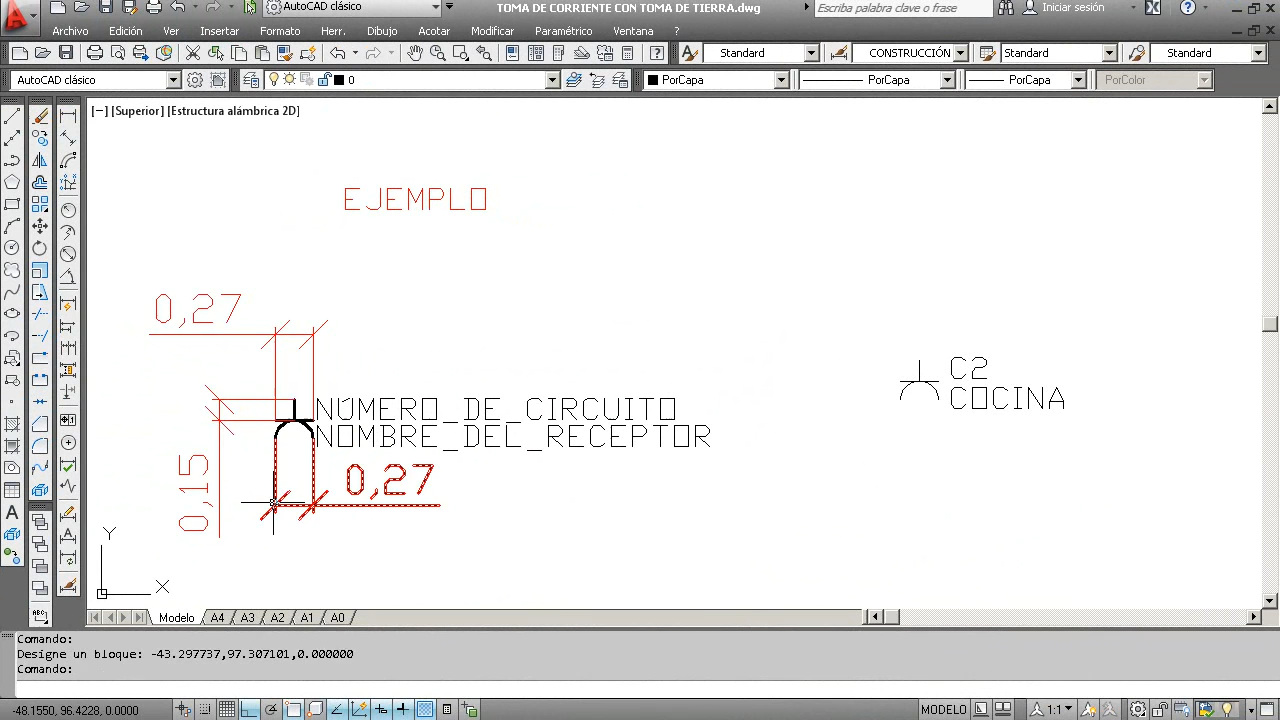 AutoCAD clásico
TOMA DE CORRIENTE CON TOMA DE TIERRA.dwg
Escriba palabra clave o frase
Iniciar sesión
Archivo Edición Ver Insertar Formato Herr. Dibujo Acotar Modificar Paramétrico Ventana ?
Standard CONSTRUCCIÓN Standard Standard
AutoCAD clásico 0 PorCapa PorCapa PorCapa PorColor
[−] [Superior] [Estructura alámbrica 2D]
EJEMPLO
0,27
C2
COCINA
NÚMERO_DE_CIRCUITO
NOMBRE_DEL_RECEPTOR
0,15
0,27
Y
X
Modelo A4 A3 A2 A1 A0
Comando:
Designe un bloque: -43.297737,97.307101,0.000000
Comando:
-48.1550, 96.4228, 0.0000
MODELO
1:1